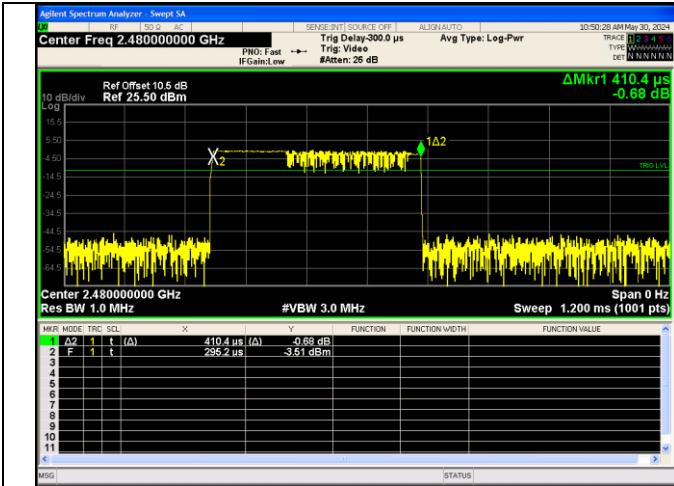 Agilent Spectrum Analyzer - Swept SA
RF 50 Ω AC SENSE:INT SOURCE OFF ALIGN AUTO 10:50:28 AM May 30, 2024
Center Freq 2.480000000 GHz
PNO: Fast
IFGain:Low
Trig Delay-300.0 µs
Trig: Video
#Atten: 26 dB
Avg Type: Log-Pwr
TRACE 1 2 3 4 5 6
TYPE
DET N N N N N N
Ref Offset 10.5 dB
10 dB/div Ref 25.50 dBm
Log
ΔMkr1 410.4 µs
-0.68 dB
16.5
5.50
-4.50
-14.5
-24.5
-34.5
-44.5
-54.5
-64.5
2
1Δ2
TRIG LVL
Center 2.480000000 GHz Span 0 Hz
Res BW 1.0 MHz #VBW 3.0 MHz Sweep 1.200 ms (1001 pts)
MKR MODE TRC SCL X Y FUNCTION FUNCTION WIDTH FUNCTION VALUE
1 Δ2 1 t (Δ) 410.4 µs (Δ) -0.68 dB
2 F 1 t 295.2 µs -3.51 dBm
3
4
5
6
7
8
9
10
11
MSG STATUS